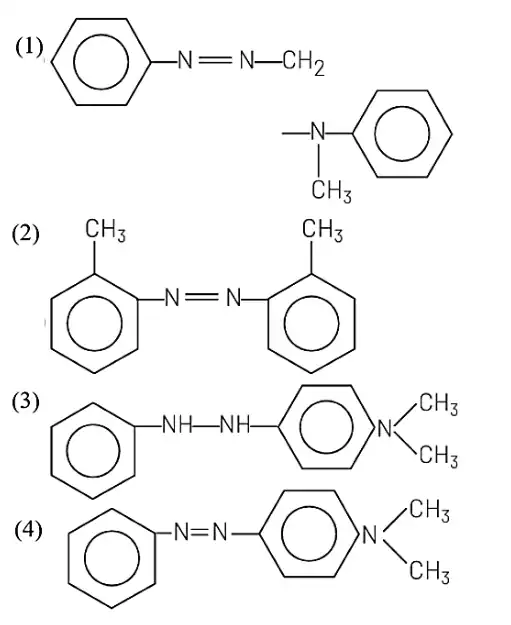 (1) N=N—CH₂
—N—
CH₃
(2) CH₃ CH₃
N=N
(3) NH—NH N CH₃
CH₃
(4) N=N N CH₃
CH₃